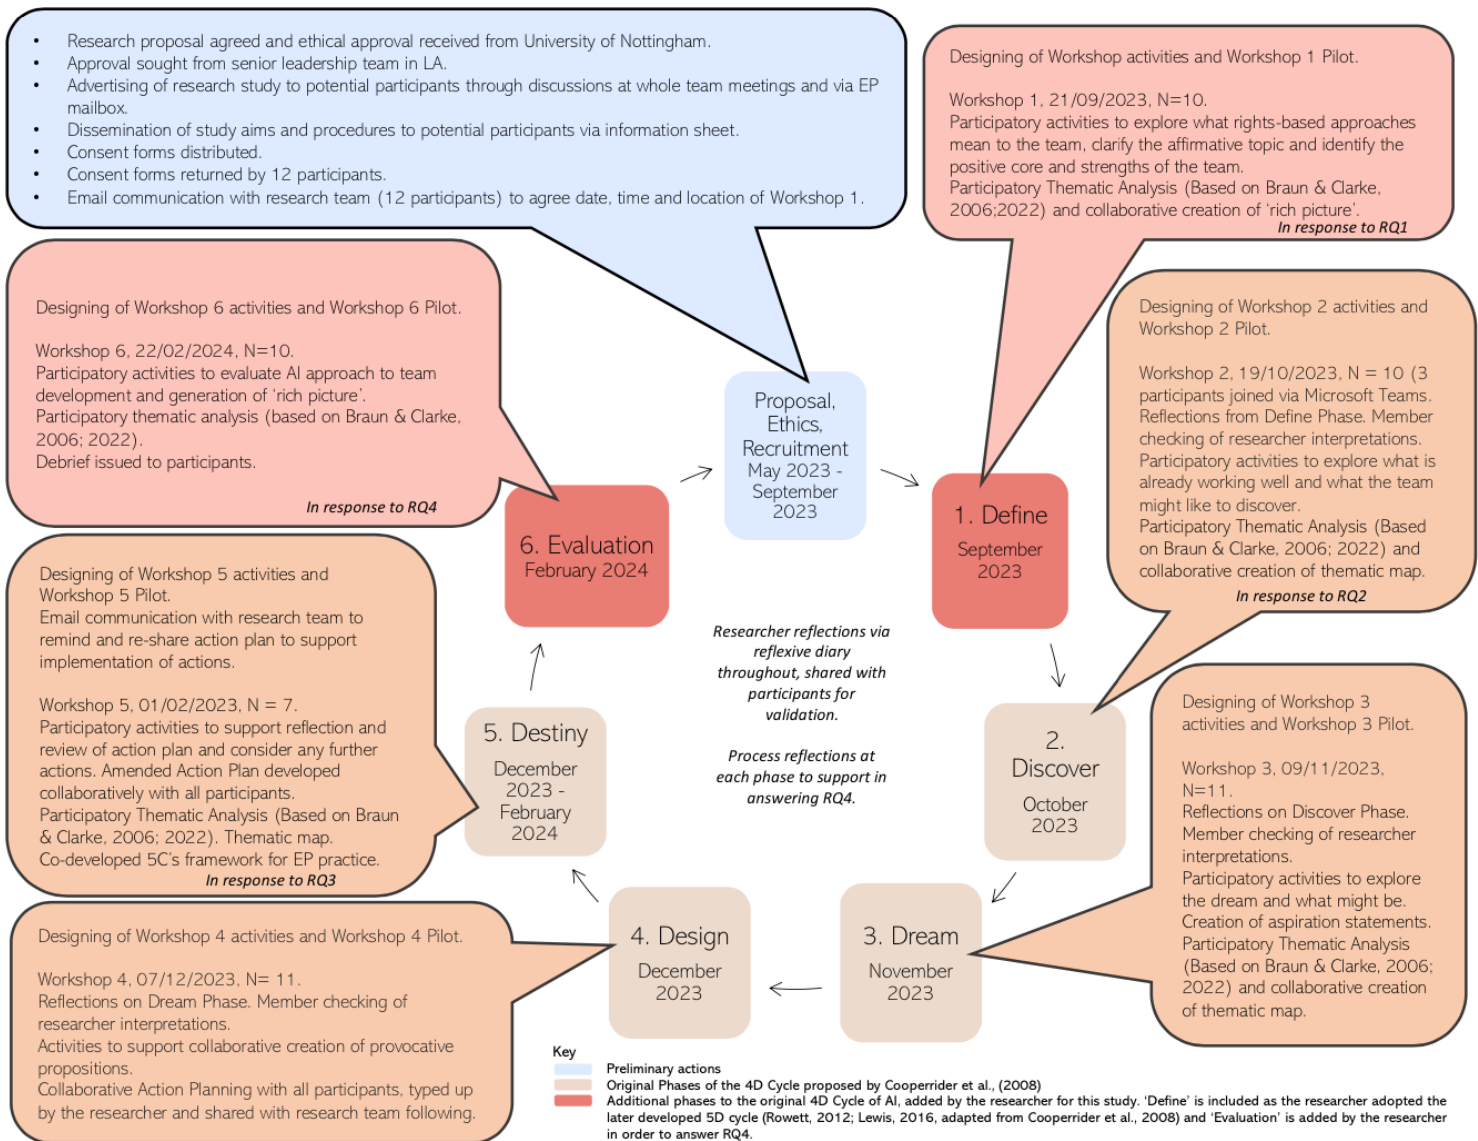 • Research proposal agreed and ethical approval received from University of Nottingham.
• Approval sought from senior leadership team in LA.
• Advertising of research study to potential participants through discussions at whole team meetings and via EP
mailbox.
• Dissemination of study aims and procedures to potential participants via information sheet.
• Consent forms distributed.
• Consent forms returned by 12 participants.
• Email communication with research team (12 participants) to agree date, time and location of Workshop 1.
Designing of Workshop activities and Workshop 1 Pilot.
Workshop 1, 21/09/2023, N=10.
Participatory activities to explore what rights-based approaches
mean to the team, clarify the affirmative topic and identify the
positive core and strengths of the team.
Participatory Thematic Analysis (Based on Braun & Clarke,
2006;2022) and collaborative creation of ‘rich picture’.
In response to RQ1
Designing of Workshop 6 activities and Workshop 6 Pilot.
Workshop 6, 22/02/2024, N=10.
Participatory activities to evaluate AI approach to team
development and generation of ‘rich picture’.
Participatory thematic analysis (based on Braun & Clarke,
2006; 2022).
Debrief issued to participants.
In response to RQ4
Designing of Workshop 2 activities and
Workshop 2 Pilot.
Workshop 2, 19/10/2023, N = 10 (3
participants joined via Microsoft Teams.
Reflections from Define Phase. Member
checking of researcher interpretations.
Participatory activities to explore what is
already working well and what the team
might like to discover.
Participatory Thematic Analysis (Based
on Braun & Clarke, 2006; 2022) and
collaborative creation of thematic map.
In response to RQ2
Proposal,
Ethics,
Recruitment
May 2023 -
September
2023
1. Define
September
2023
6. Evaluation
February 2024
Designing of Workshop 5 activities and
Workshop 5 Pilot.
Email communication with research team to
remind and re-share action plan to support
implementation of actions.
Workshop 5, 01/02/2023, N = 7.
Participatory activities to support reflection and
review of action plan and consider any further
actions. Amended Action Plan developed
collaboratively with all participants.
Participatory Thematic Analysis (Based on Braun
& Clarke, 2006; 2022). Thematic map.
Co-developed 5C's framework for EP practice.
In response to RQ3
Researcher reflections via
reflexive diary
throughout, shared with
participants for
validation.
Process reflections at
each phase to support in
answering RQ4.
Designing of Workshop 3
activities and Workshop 3 Pilot.
Workshop 3, 09/11/2023,
N=11.
Reflections on Discover Phase.
Member checking of researcher
interpretations.
Participatory activities to explore
the dream and what might be.
Creation of aspiration statements.
Participatory Thematic Analysis
(Based on Braun & Clarke, 2006;
2022) and collaborative creation
of thematic map.
5. Destiny
December
2023 -
February
2024
2.
Discover
October
2023
4. Design
December
2023
3. Dream
November
2023
Designing of Workshop 4 activities and Workshop 4 Pilot.
Workshop 4, 07/12/2023, N= 11.
Reflections on Dream Phase. Member checking of
researcher interpretations.
Activities to support collaborative creation of provocative
propositions.
Collaborative Action Planning with all participants, typed up
by the researcher and shared with research team following.
Key
Preliminary actions
Original Phases of the 4D Cycle proposed by Cooperrider et al., (2008)
Additional phases to the original 4D Cycle of AI, added by the researcher for this study. ‘Define’ is included as the researcher adopted the
later developed 5D cycle (Rowett, 2012; Lewis, 2016, adapted from Cooperrider et al., 2008) and ‘Evaluation’ is added by the researcher
in order to answer RQ4.